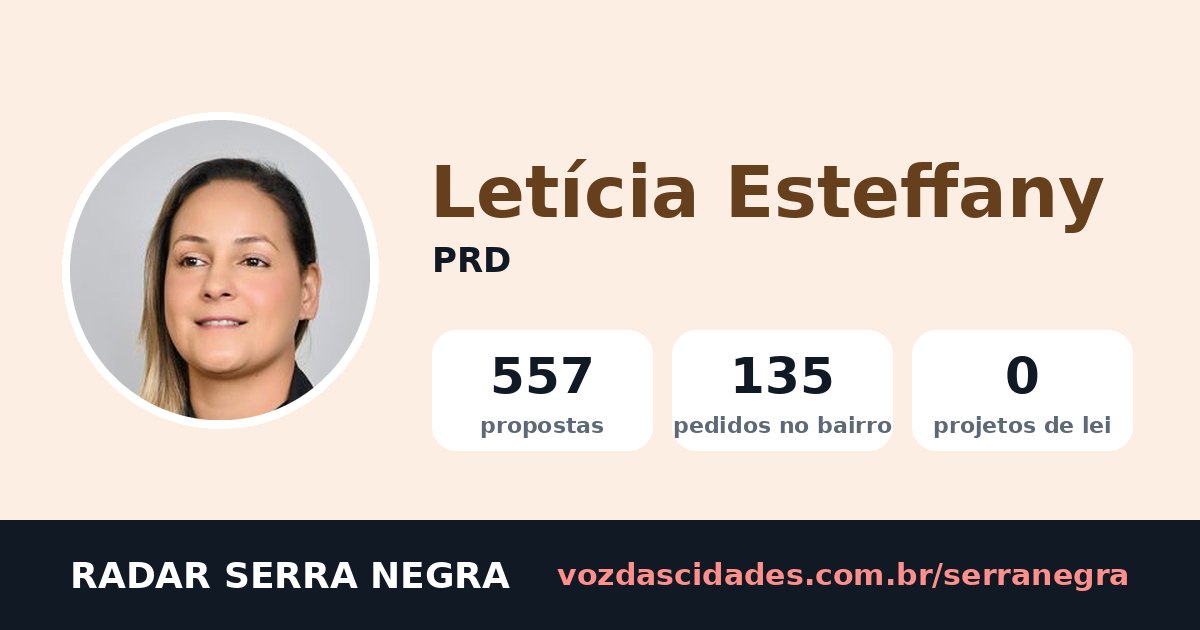 Letícia Esteffany
PRD
557
propostas
135
pedidos no bairro
0
projetos de lei
RADAR SERRA NEGRA
vozdascidades.com.br/serranegra